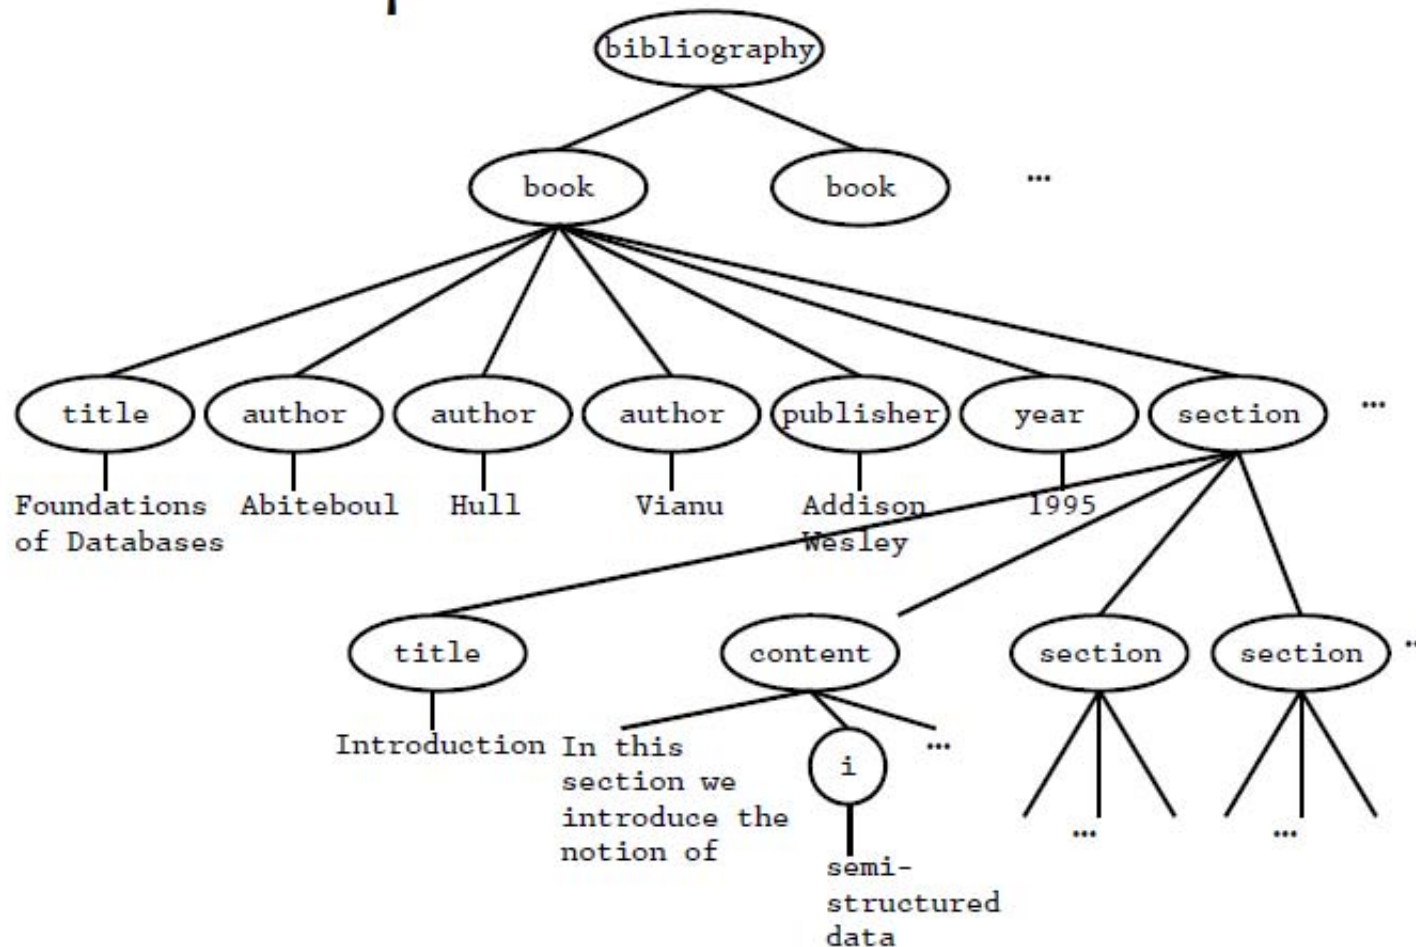 bibliography
book
book
...
title
author
author
author
publisher
year
section
...
Foundations
of Databases
Abiteboul
Hull
Vianu
Addison
Wesley
1995
title
content
section
section
..
Introduction
In this
section we
introduce the
notion of
i
...
semi-
structured
data
...
...